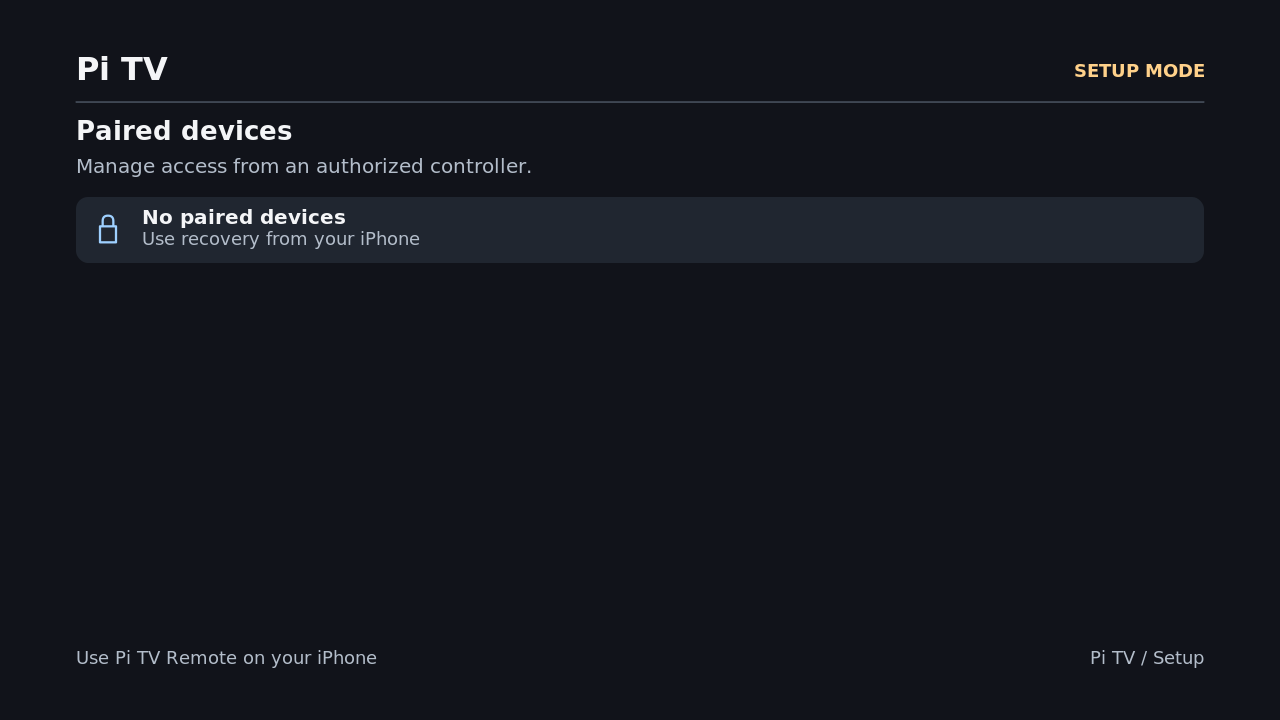 Pi TV
SETUP MODE
Paired devices
Manage access from an authorized controller.
No paired devices
Use recovery from your iPhone
Use Pi TV Remote on your iPhone
Pi TV / Setup